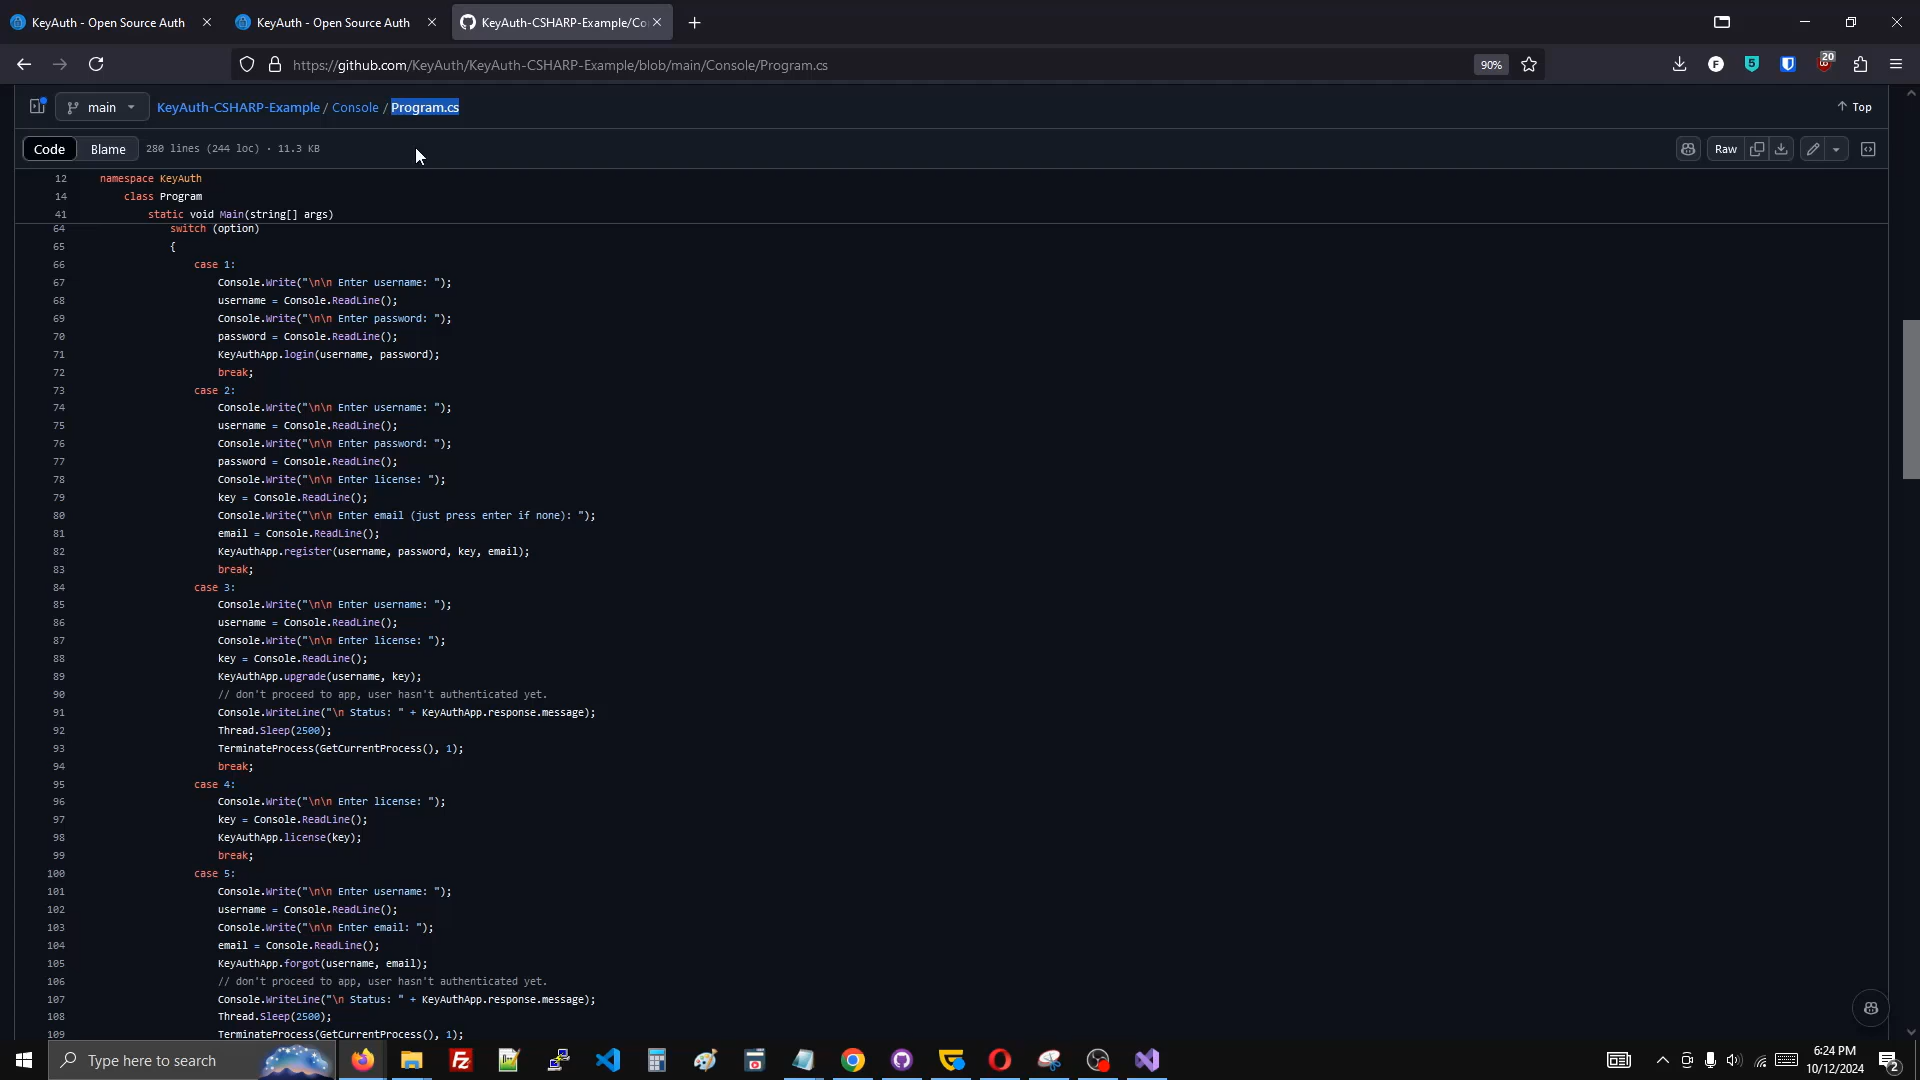 KeyAuth - Open Source Auth
KeyAuth - Open Source Auth
KeyAuth-CSHARP-Example/Co
https://github.com/KeyAuth/KeyAuth-CSHARP-Example/blob/main/Console/Program.cs
90%
F
5
20
main
KeyAuth-CSHARP-Example / Console / Program.cs
Top
Code
Blame
280 lines (244 loc) · 11.3 KB
Raw
12 namespace KeyAuth
14 class Program
41 static void Main(string[] args)
64 switch (option)
65 {
66 case 1:
67 Console.Write("\n\n Enter username: ");
68 username = Console.ReadLine();
69 Console.Write("\n\n Enter password: ");
70 password = Console.ReadLine();
71 KeyAuthApp.login(username, password);
72 break;
73 case 2:
74 Console.Write("\n\n Enter username: ");
75 username = Console.ReadLine();
76 Console.Write("\n\n Enter password: ");
77 password = Console.ReadLine();
78 Console.Write("\n\n Enter license: ");
79 key = Console.ReadLine();
80 Console.Write("\n\n Enter email (just press enter if none): ");
81 email = Console.ReadLine();
82 KeyAuthApp.register(username, password, key, email);
83 break;
84 case 3:
85 Console.Write("\n\n Enter username: ");
86 username = Console.ReadLine();
87 Console.Write("\n\n Enter license: ");
88 key = Console.ReadLine();
89 KeyAuthApp.upgrade(username, key);
90 // don't proceed to app, user hasn't authenticated yet.
91 Console.WriteLine("\n Status: " + KeyAuthApp.response.message);
92 Thread.Sleep(2500);
93 TerminateProcess(GetCurrentProcess(), 1);
94 break;
95 case 4:
96 Console.Write("\n\n Enter license: ");
97 key = Console.ReadLine();
98 KeyAuthApp.license(key);
99 break;
100 case 5:
101 Console.Write("\n\n Enter username: ");
102 username = Console.ReadLine();
103 Console.Write("\n\n Enter email: ");
104 email = Console.ReadLine();
105 KeyAuthApp.forgot(username, email);
106 // don't proceed to app, user hasn't authenticated yet.
107 Console.WriteLine("\n Status: " + KeyAuthApp.response.message);
108 Thread.Sleep(2500);
109 TerminateProcess(GetCurrentProcess(), 1);
Type here to search
6:24 PM
10/12/2024
2